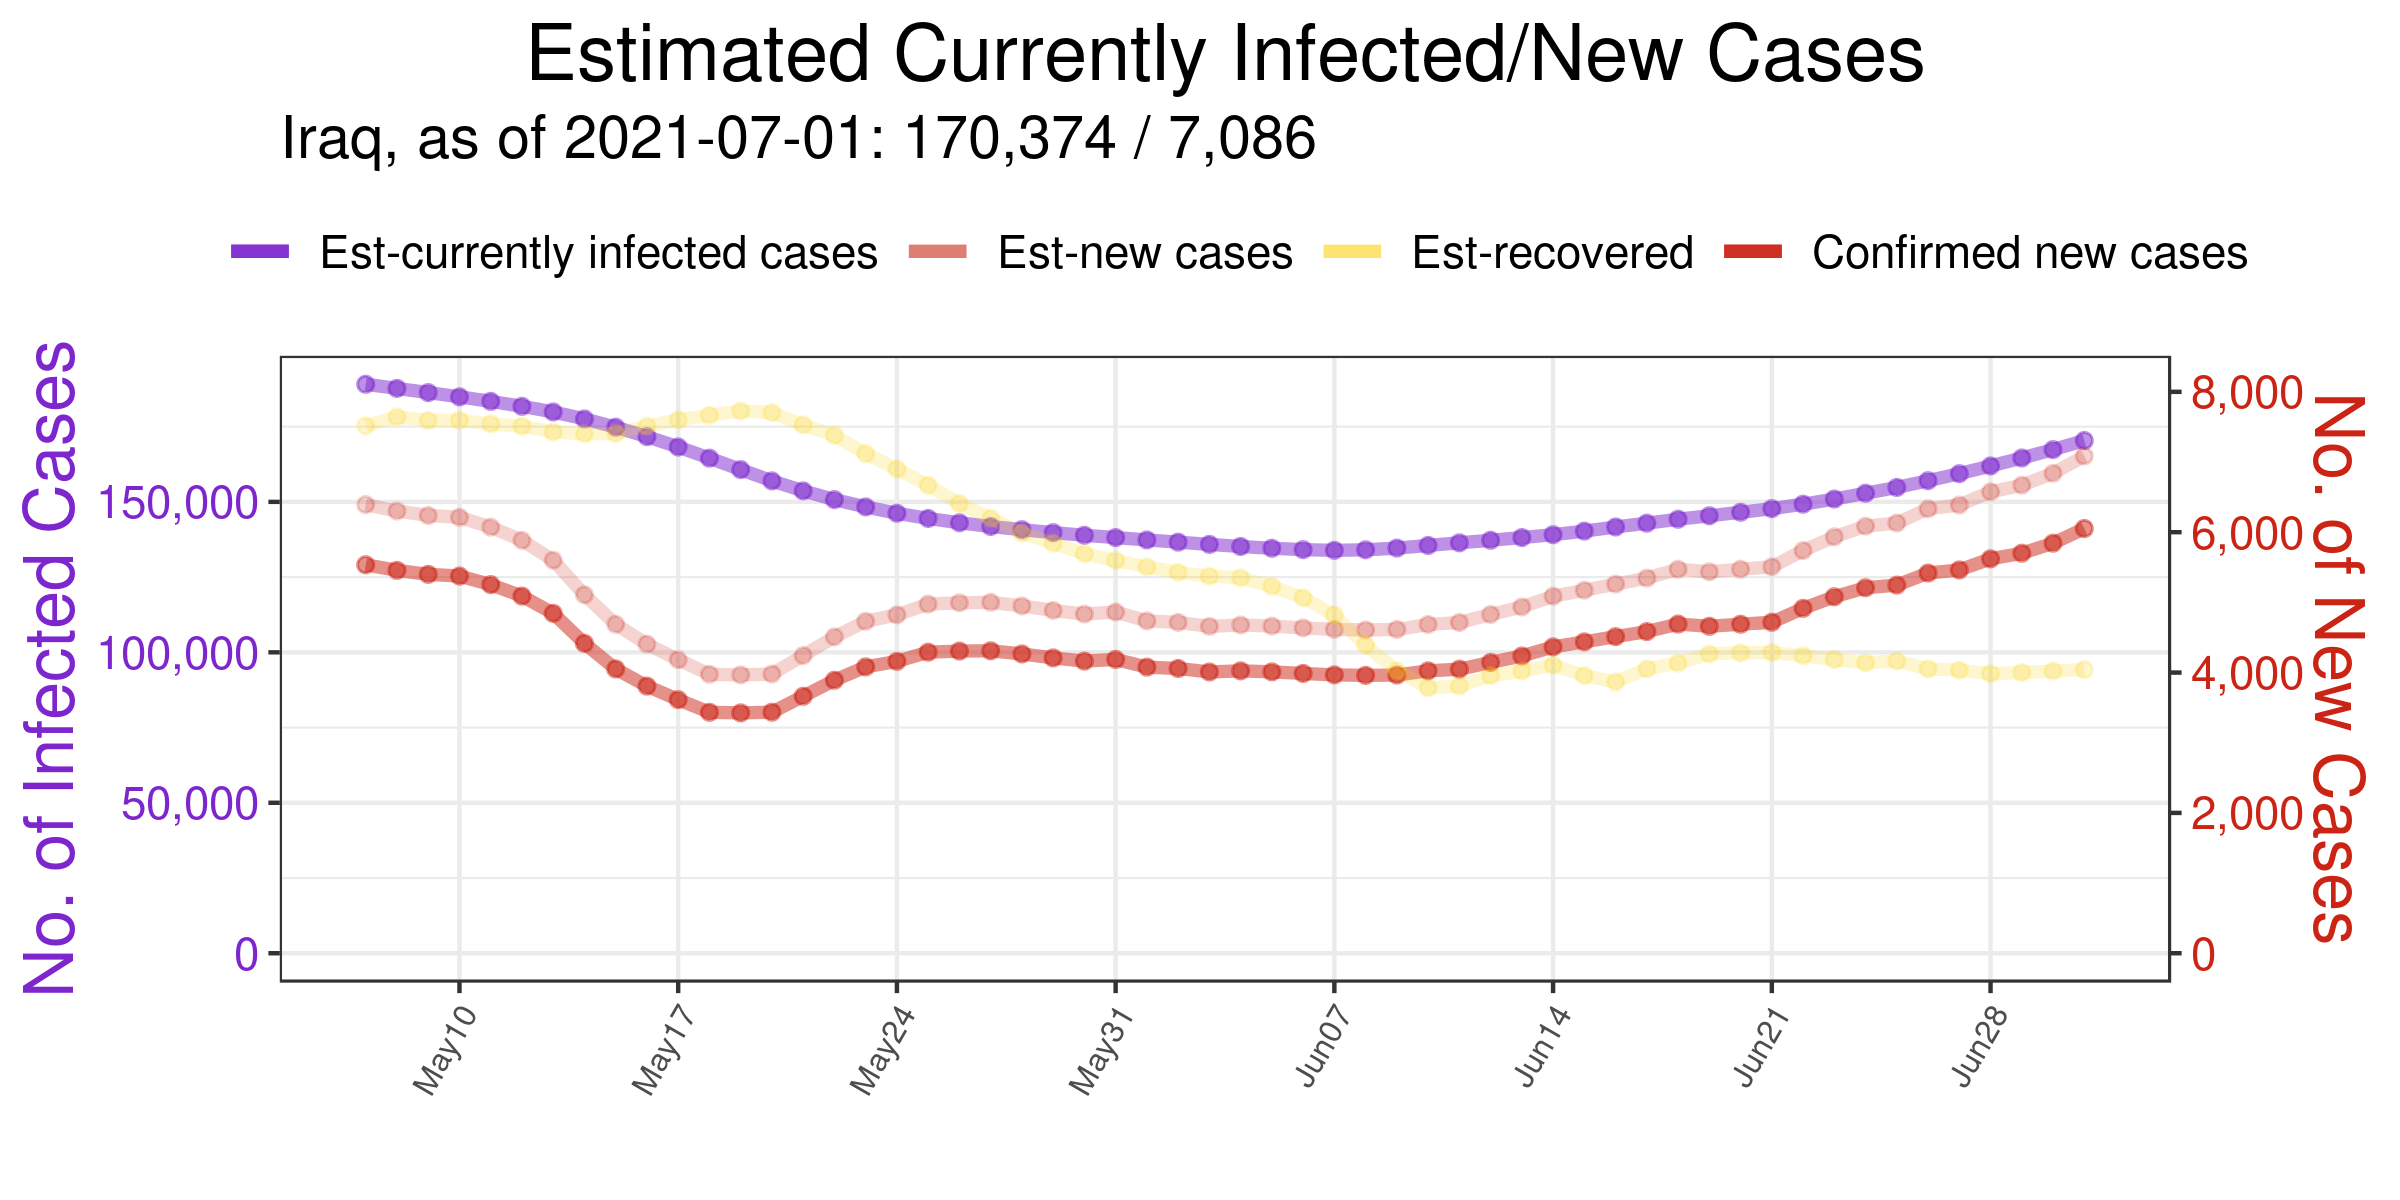 Estimated Currently Infected/New Cases
Iraq, as of 2021-07-01: 170,374 / 7,086
Est-currently infected cases Est-new cases Est-recovered Confirmed new cases
No. of Infected Cases
150,000
100,000
50,000
0
8,000
6,000
4,000
2,000
0
No. of New Cases
May10 May17 May24 May31 Jun07 Jun14 Jun21 Jun28